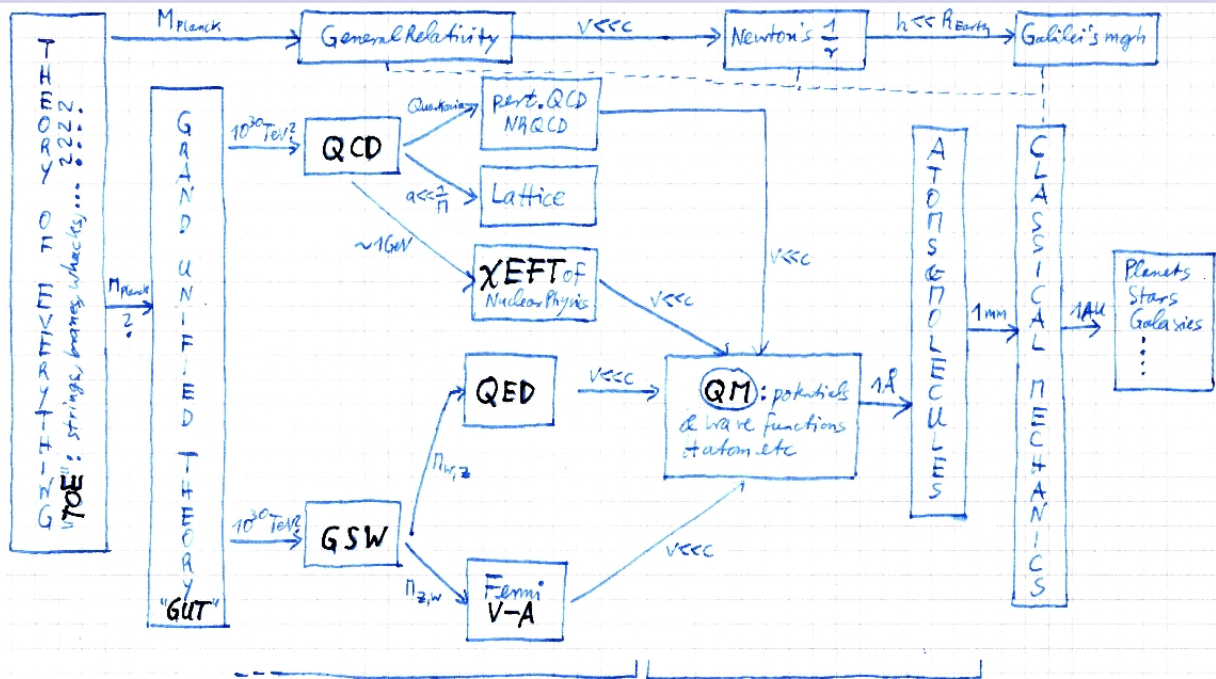 THEORY OF EVERYTHING
"TOE": strings, branes, whacks,... ????
M_Planck
General Relativity
v<<c
Newton's 1/r
h << R_Earth
Galilei's mgh
M_Planck
?
GRAND UNIFIED THEORY
"GUT"
10^30 TeV?
QCD
Quarkonia
pert. QCD
NRQCD
a<<1/M
Lattice
~1GeV
χEFT of
Nuclear Physics
v<<c
v<<c
QED
v<<c
QM: potentials
& wave functions
H atom etc
1Å
ATOMS & MOLECULES
1mm
CLASSICAL MECHANICS
1AU
Planets
Stars
Galaxies
M_W,Z
10^30 TeV?
GSW
M_Z,W
Fermi
V-A
v<<c